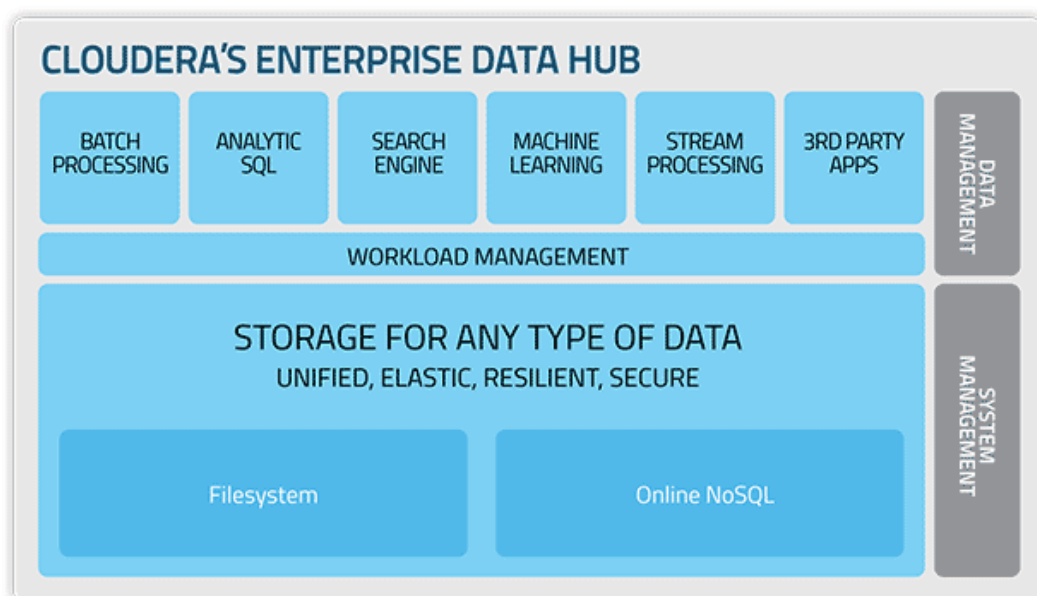 CLOUDERA'S ENTERPRISE DATA HUB
BATCH
PROCESSING
ANALYTIC
SQL
SEARCH
ENGINE
MACHINE
LEARNING
STREAM
PROCESSING
3RD PARTY
APPS
DATA
MANAGEMENT
WORKLOAD MANAGEMENT
STORAGE FOR ANY TYPE OF DATA
UNIFIED, ELASTIC, RESILIENT, SECURE
Filesystem
Online NoSQL
SYSTEM
MANAGEMENT